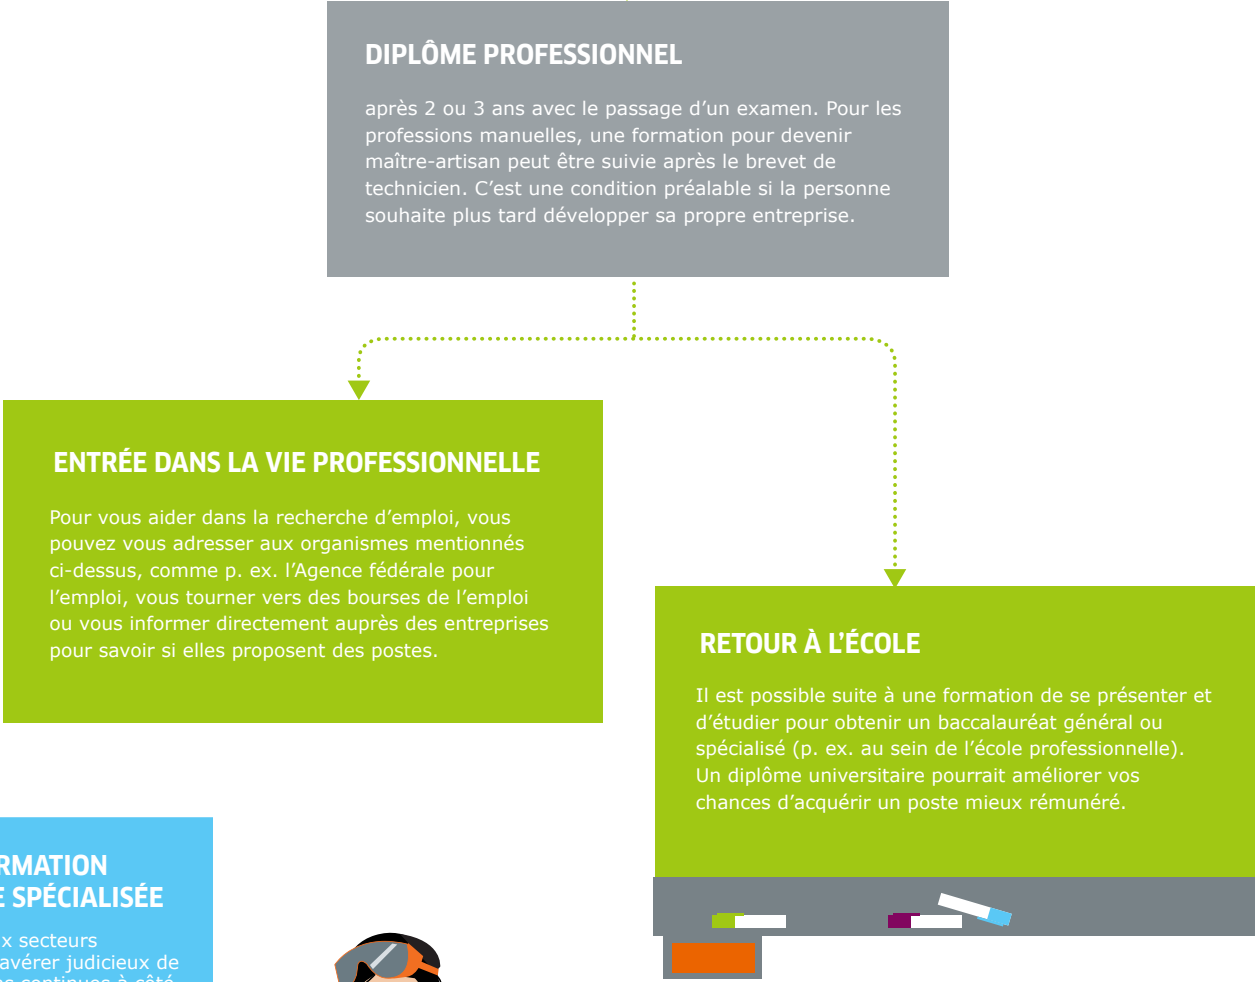 DIPLÔME PROFESSIONNEL
après 2 ou 3 ans avec le passage d’un examen. Pour les
professions manuelles, une formation pour devenir
maître-artisan peut être suivie après le brevet de
technicien. C’est une condition préalable si la personne
souhaite plus tard développer sa propre entreprise.
ENTRÉE DANS LA VIE PROFESSIONNELLE
Pour vous aider dans la recherche d’emploi, vous
pouvez vous adresser aux organismes mentionnés
ci-dessus, comme p. ex. l’Agence fédérale pour
l’emploi, vous tourner vers des bourses de l’emploi
ou vous informer directement auprès des entreprises
pour savoir si elles proposent des postes.
RETOUR À L’ÉCOLE
Il est possible suite à une formation de se présenter et
d’étudier pour obtenir un baccalauréat général ou
spécialisé (p. ex. au sein de l’école professionnelle).
Un diplôme universitaire pourrait améliorer vos
chances d’acquérir un poste mieux rémunéré.
RMATION
E SPÉCIALISÉE
x secteurs
avérer judicieux de
continues à côté